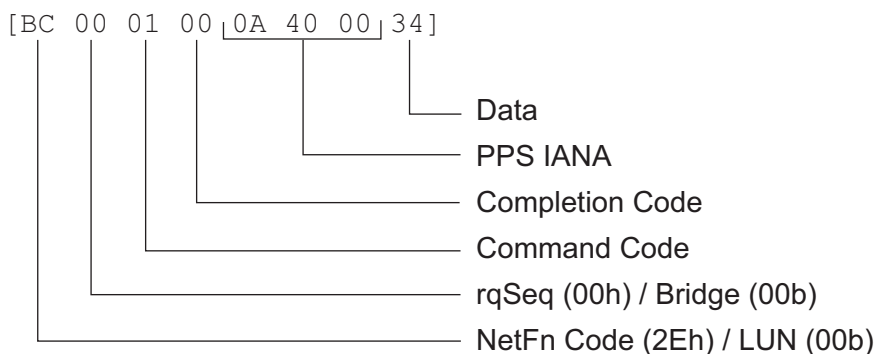 [BC 00 01 00 0A 40 00 34]
Data
PPS IANA
Completion Code
Command Code
rqSeq (00h) / Bridge (00b)
NetFn Code (2Eh) / LUN (00b)